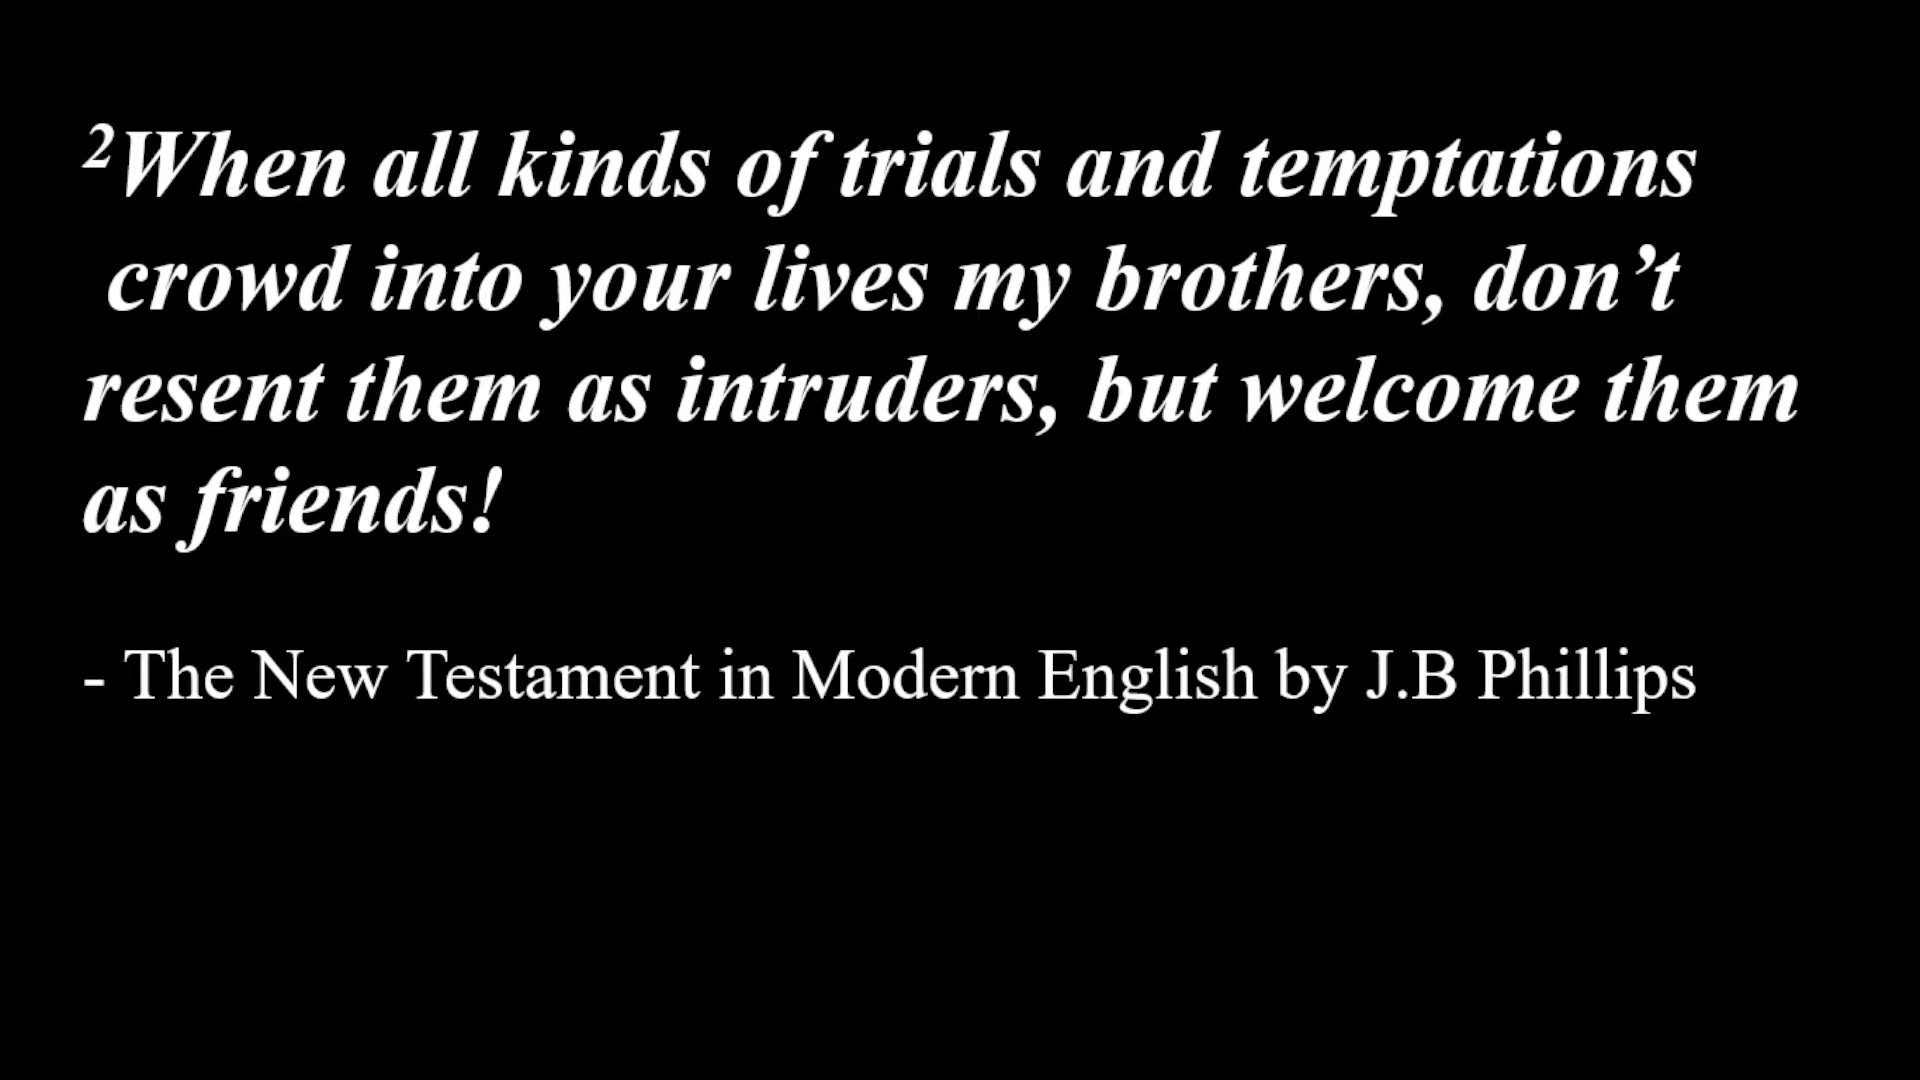 ²When all kinds of trials and temptations
crowd into your lives my brothers, don’t
resent them as intruders, but welcome them
as friends!
- The New Testament in Modern English by J.B Phillips